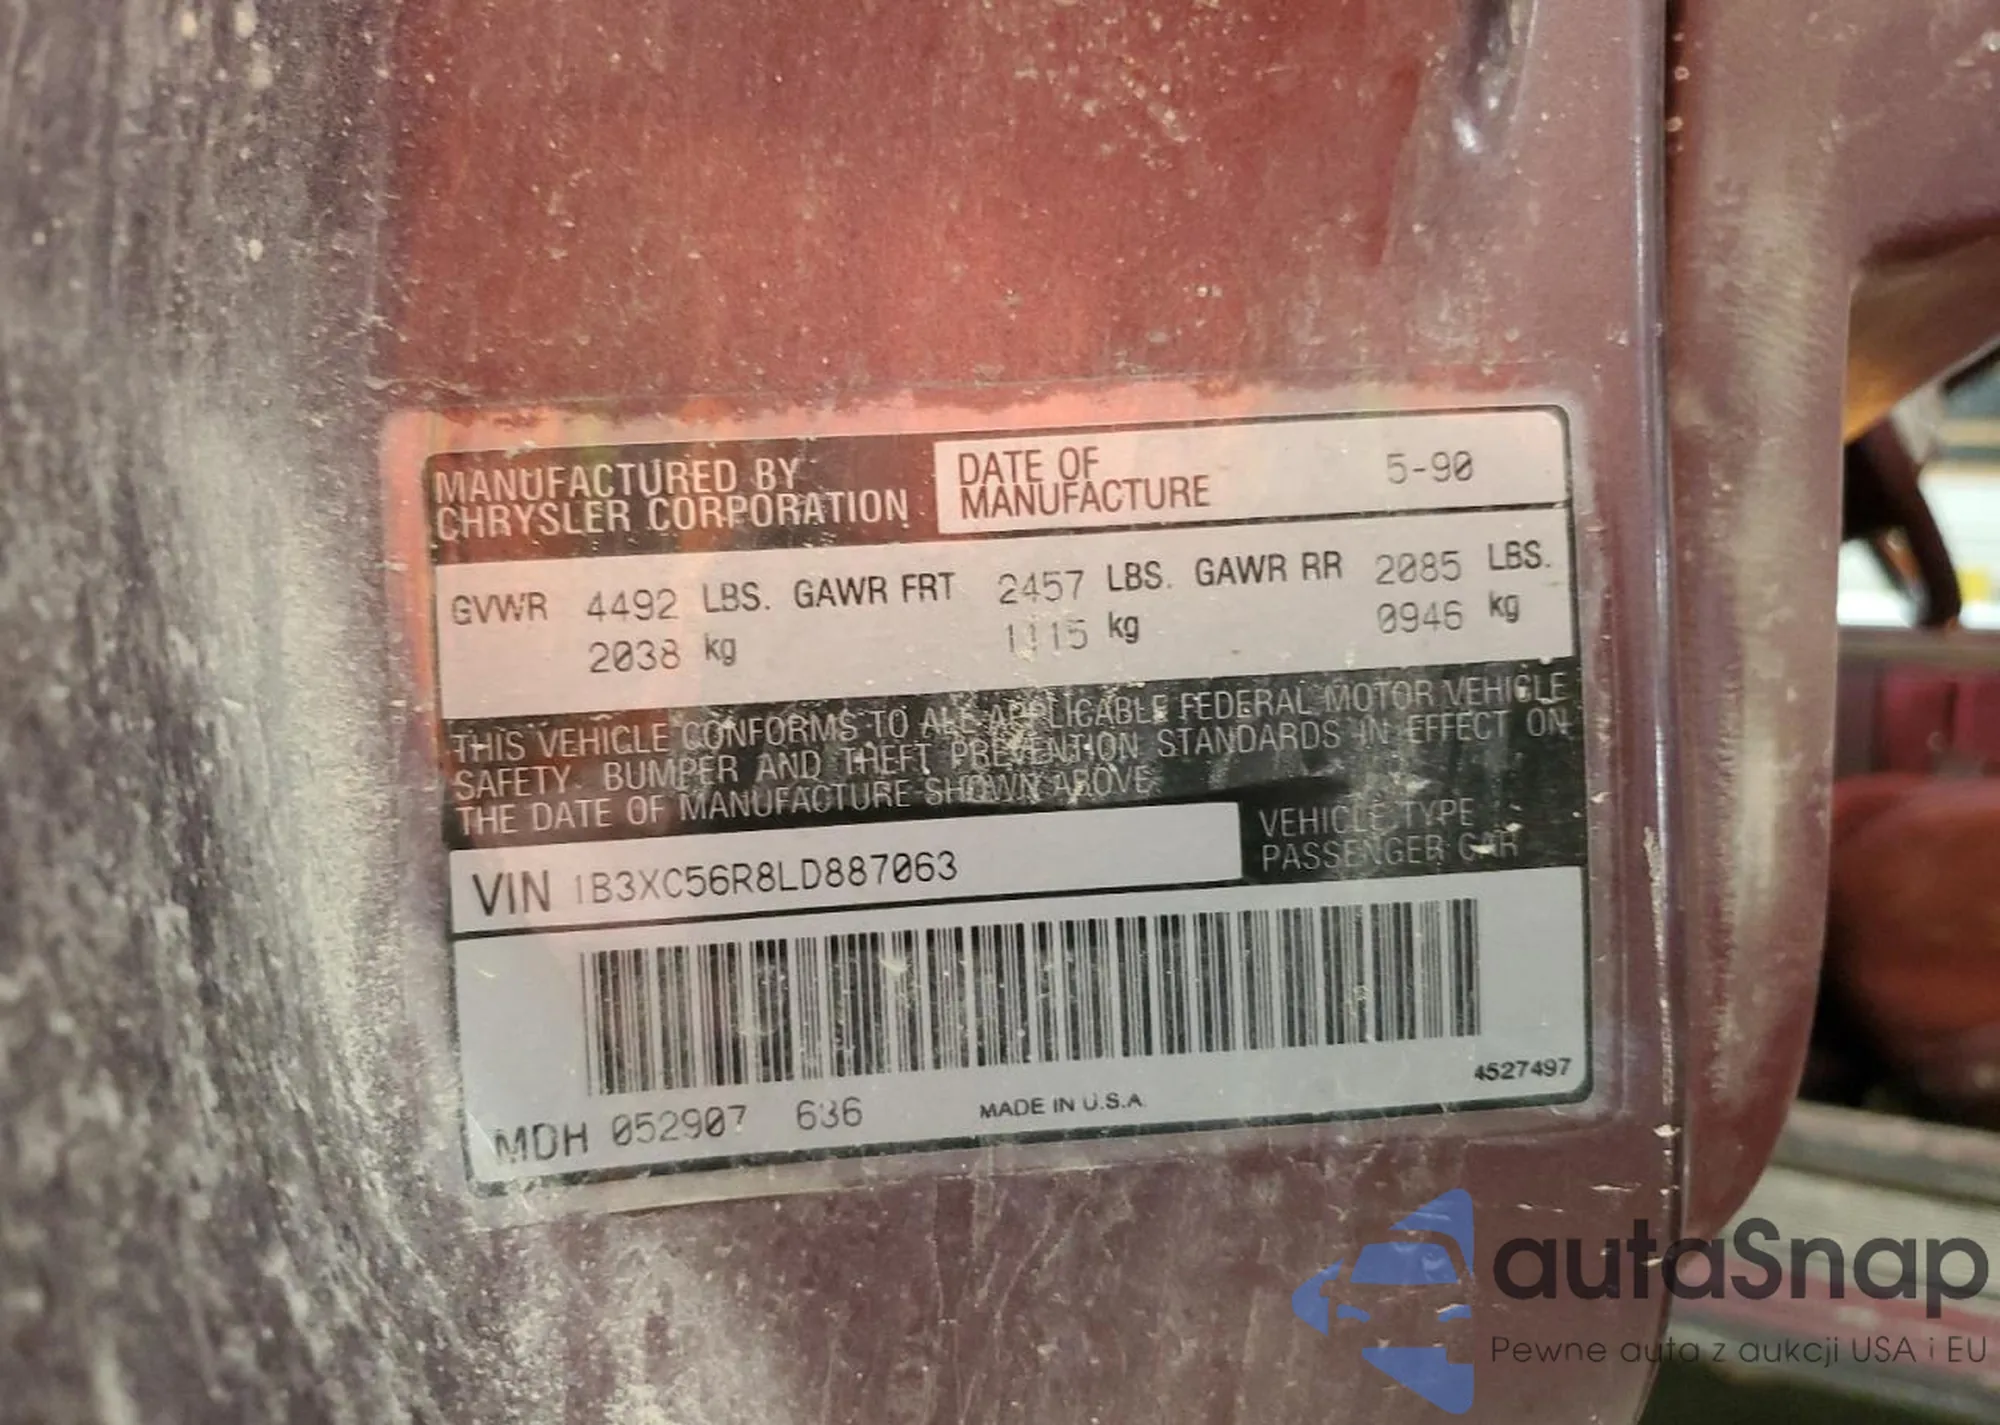 MANUFACTURED BY
CHRYSLER CORPORATION
DATE OF
MANUFACTURE
5-90
GVWR 4492 LBS. GAWR FRT 2457 LBS. GAWR RR 2085 LBS.
2038 kg 1115 kg 0946 kg
THIS VEHICLE CONFORMS TO ALL APPLICABLE FEDERAL MOTOR VEHICLE
SAFETY, BUMPER AND THEFT PREVENTION STANDARDS IN EFFECT ON
THE DATE OF MANUFACTURE SHOWN ABOVE
VIN 1B3XC56R8LD887063
VEHICLE TYPE
PASSENGER CAR
MDH 052907 636
MADE IN U.S.A.
4527497
autaSnap
Pewne auta z aukcji USA i EU